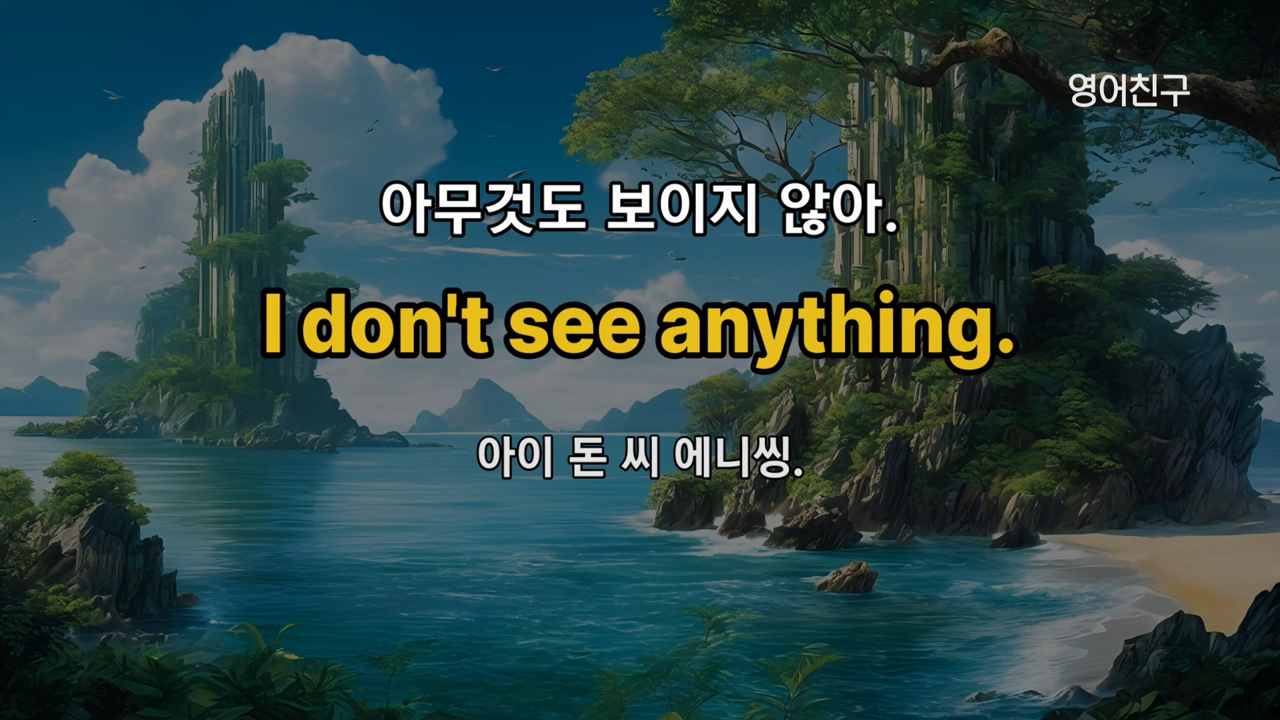 영어친구
아무것도 보이지 않아.
I don't see anything.
아이 돈 씨 에니씽.